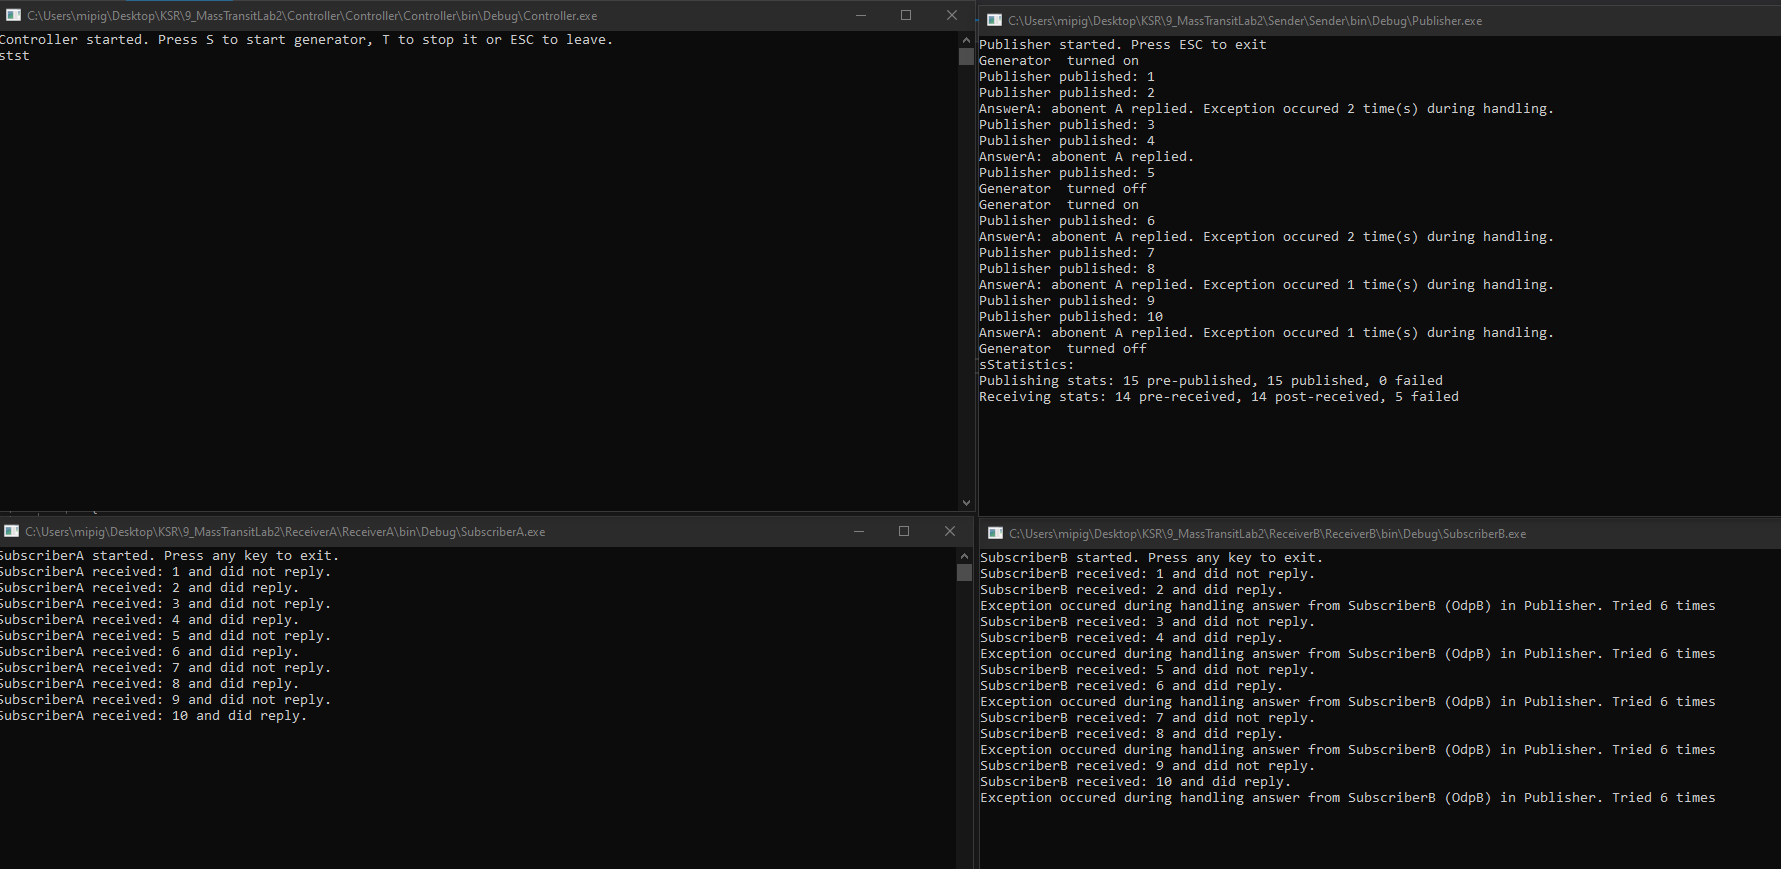 C:\Users\mipig\Desktop\KSR\9_MassTransitLab2\Controller\Controller\Controller\bin\Debug\Controller.exe
Controller started. Press S to start generator, T to stop it or ESC to leave.
stst
C:\Users\mipig\Desktop\KSR\9_MassTransitLab2\Sender\Sender\bin\Debug\Publisher.exe
Publisher started. Press ESC to exit
Generator  turned on
Publisher published: 1
Publisher published: 2
AnswerA: abonent A replied. Exception occured 2 time(s) during handling.
Publisher published: 3
Publisher published: 4
AnswerA: abonent A replied.
Publisher published: 5
Generator  turned off
Generator  turned on
Publisher published: 6
AnswerA: abonent A replied. Exception occured 2 time(s) during handling.
Publisher published: 7
Publisher published: 8
AnswerA: abonent A replied. Exception occured 1 time(s) during handling.
Publisher published: 9
Publisher published: 10
AnswerA: abonent A replied. Exception occured 1 time(s) during handling.
Generator  turned off
sStatistics:
Publishing stats: 15 pre-published, 15 published, 0 failed
Receiving stats: 14 pre-received, 14 post-received, 5 failed
C:\Users\mipig\Desktop\KSR\9_MassTransitLab2\ReceiverA\ReceiverA\bin\Debug\SubscriberA.exe
SubscriberA started. Press any key to exit.
SubscriberA received: 1 and did not reply.
SubscriberA received: 2 and did reply.
SubscriberA received: 3 and did not reply.
SubscriberA received: 4 and did reply.
SubscriberA received: 5 and did not reply.
SubscriberA received: 6 and did reply.
SubscriberA received: 7 and did not reply.
SubscriberA received: 8 and did reply.
SubscriberA received: 9 and did not reply.
SubscriberA received: 10 and did reply.
C:\Users\mipig\Desktop\KSR\9_MassTransitLab2\ReceiverB\ReceiverB\bin\Debug\SubscriberB.exe
SubscriberB started. Press any key to exit.
SubscriberB received: 1 and did not reply.
SubscriberB received: 2 and did reply.
Exception occured during handling answer from SubscriberB (OdpB) in Publisher. Tried 6 times
SubscriberB received: 3 and did not reply.
SubscriberB received: 4 and did reply.
Exception occured during handling answer from SubscriberB (OdpB) in Publisher. Tried 6 times
SubscriberB received: 5 and did not reply.
SubscriberB received: 6 and did reply.
Exception occured during handling answer from SubscriberB (OdpB) in Publisher. Tried 6 times
SubscriberB received: 7 and did not reply.
SubscriberB received: 8 and did reply.
Exception occured during handling answer from SubscriberB (OdpB) in Publisher. Tried 6 times
SubscriberB received: 9 and did not reply.
SubscriberB received: 10 and did reply.
Exception occured during handling answer from SubscriberB (OdpB) in Publisher. Tried 6 times